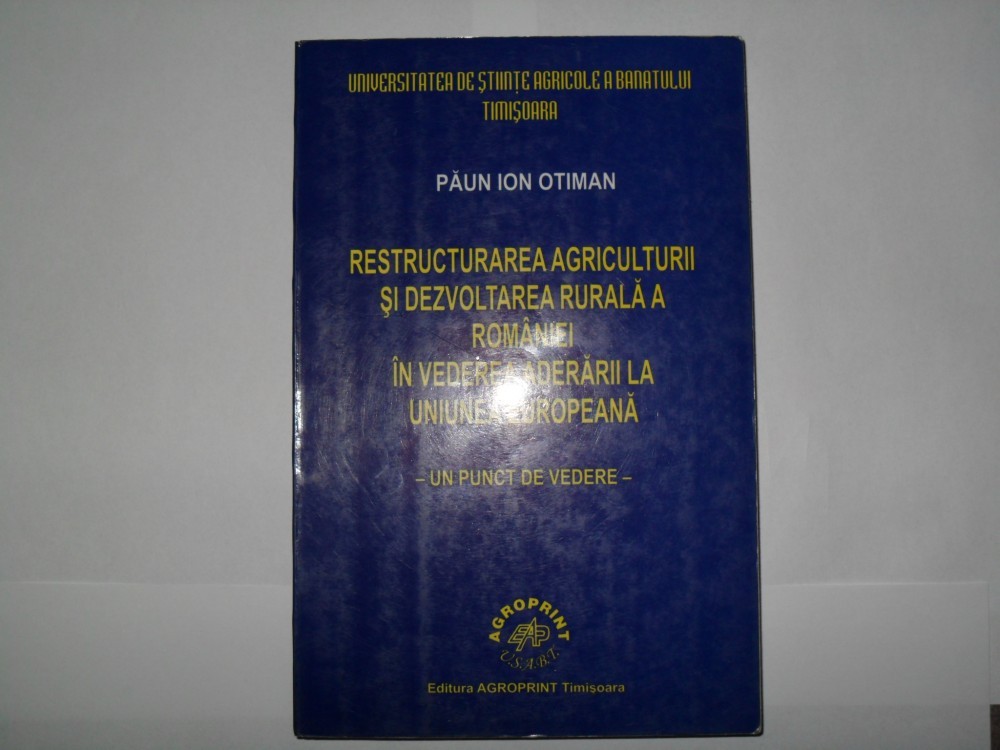 UNIVERSITATEA DE ŞTIINŢE AGRICOLE A BANATULUI
TIMIŞOARA
PĂUN ION OTIMAN
RESTRUCTURAREA AGRICULTURII
ŞI DEZVOLTAREA RURALĂ A
ROMÂNIEI
ÎN VEDEREA ADERĂRII LA
UNIUNEA EUROPEANĂ
– UN PUNCT DE VEDERE –
AGROPRINT
EAP
U.S.A.B.T.
Editura AGROPRINT Timişoara